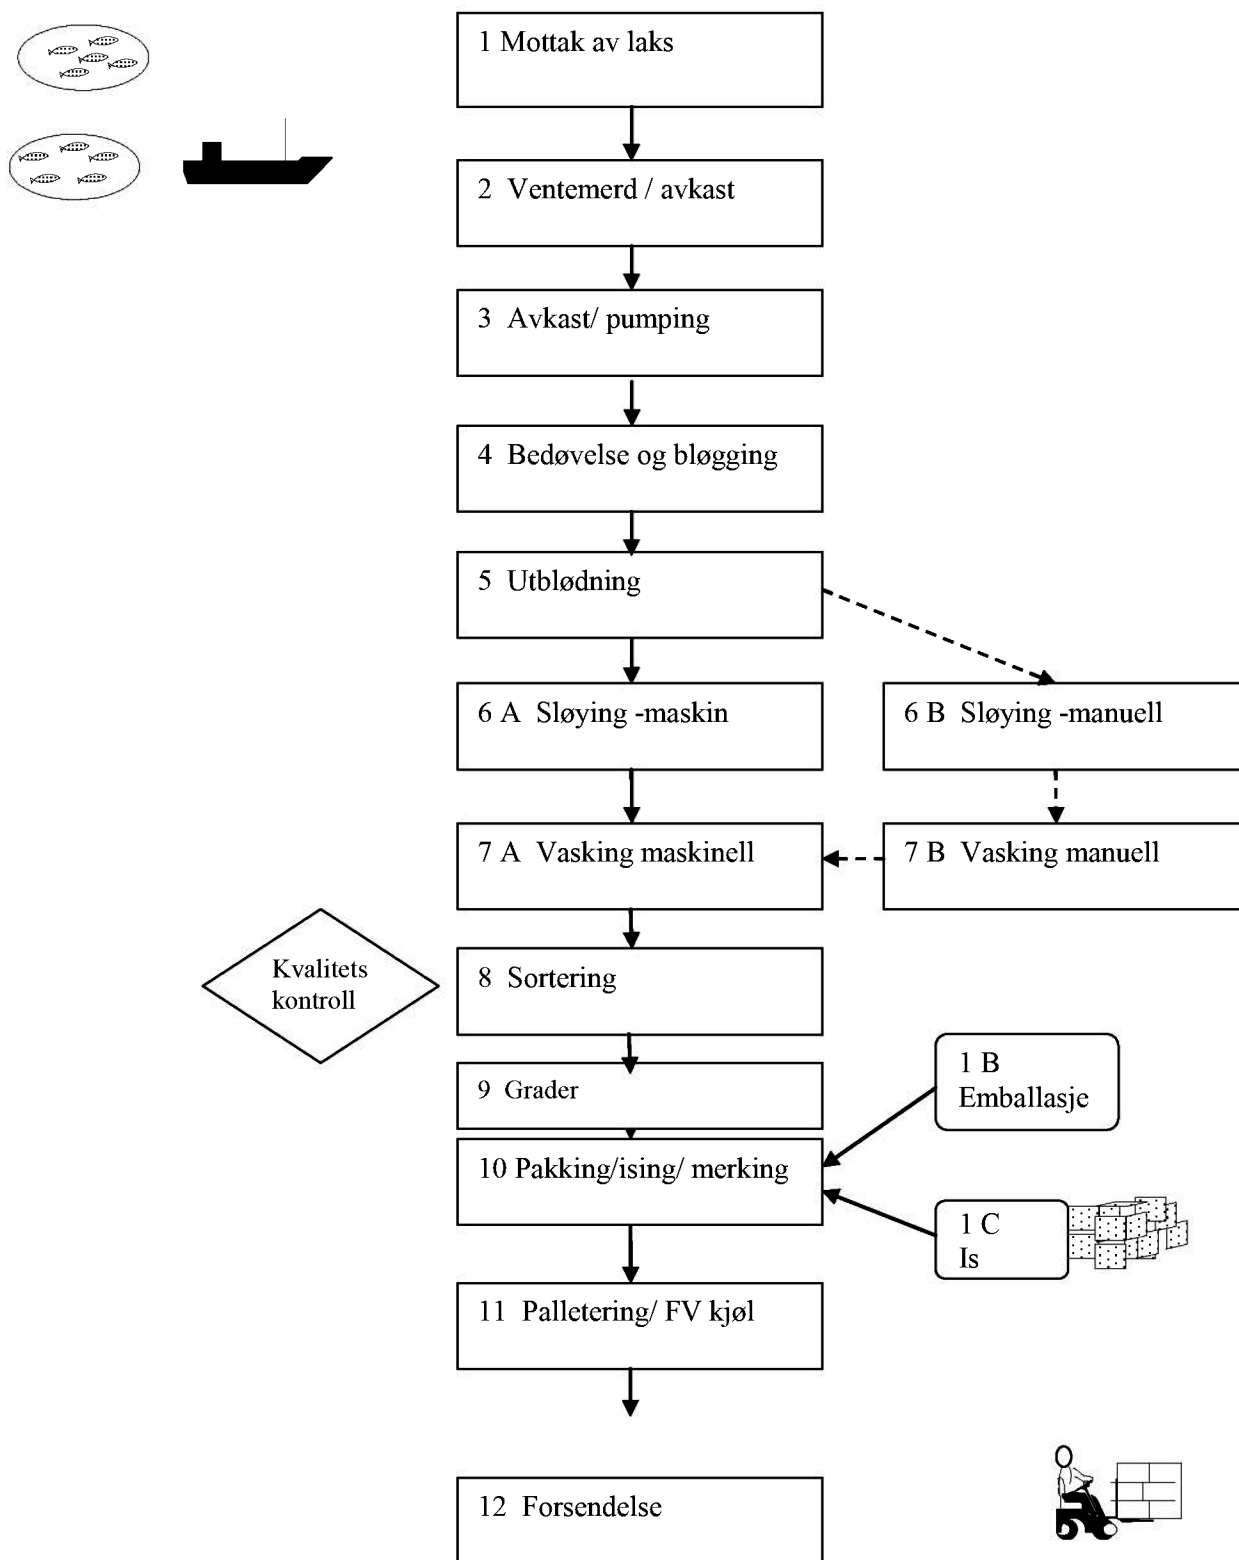 1 Mottak av laks
2 Ventemerd / avkast
3 Avkast/ pumping
4 Bedøvelse og bløgging
5 Utblødning
6 A Sløying -maskin
6 B Sløying -manuell
7 A Vasking maskinell
7 B Vasking manuell
Kvalitets
kontroll
8 Sortering
9 Grader
1 B
Emballasje
10 Pakking/ising/ merking
1 C
Is
11 Palletering/ FV kjøl
12 Forsendelse